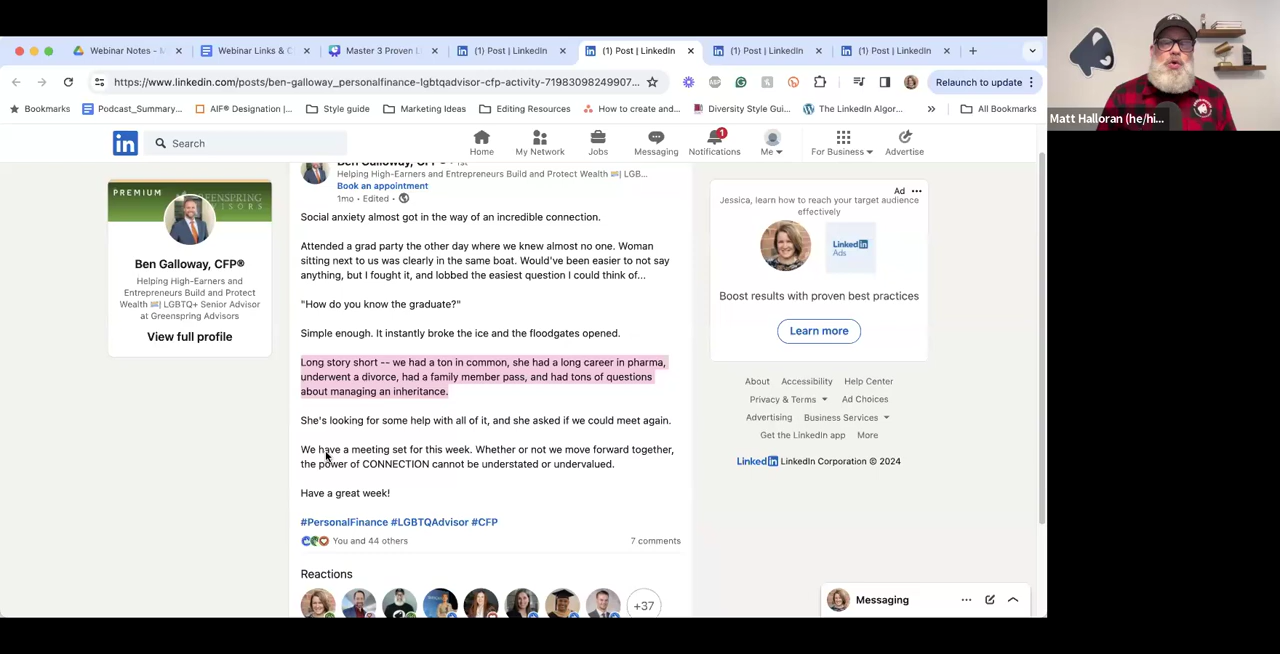 Webinar Notes - M
Webinar Links & C
Master 3 Proven L
(1) Post | LinkedIn
(1) Post | LinkedIn
(1) Post | LinkedIn
(1) Post | LinkedIn
https://www.linkedin.com/posts/ben-galloway_personalfinance-lgbtqadvisor-cfp-activity-71983098249907...
Relaunch to update
Bookmarks
Podcast_Summary...
AIF® Designation |...
Style guide
Marketing Ideas
Editing Resources
How to create and...
Diversity Style Gui...
The LinkedIn Algor...
All Bookmarks
Matt Halloran (he/hi...
in
Search
Home
My Network
Jobs
Messaging
1
Notifications
Me
For Business
Advertise
PREMIUM
GREENSPRING
ADVISORS
Ben Galloway, CFP®
Helping High-Earners and
Entrepreneurs Build and Protect
Wealth | LGBTQ+ Senior Advisor
at Greenspring Advisors
View full profile
Ben Galloway, CFP®
Helping High-Earners and Entrepreneurs Build and Protect Wealth | LGB...
Book an appointment
1mo • Edited •
Social anxiety almost got in the way of an incredible connection.
Attended a grad party the other day where we knew almost no one. Woman
sitting next to us was clearly in the same boat. Would've been easier to not say
anything, but I fought it, and lobbed the easiest question I could think of...
"How do you know the graduate?"
Simple enough. It instantly broke the ice and the floodgates opened.
Long story short -- we had a ton in common, she had a long career in pharma,
underwent a divorce, had a family member pass, and had tons of questions
about managing an inheritance.
She's looking for some help with all of it, and she asked if we could meet again.
We have a meeting set for this week. Whether or not we move forward together,
the power of CONNECTION cannot be understated or undervalued.
Have a great week!
#PersonalFinance #LGBTQAdvisor #CFP
You and 44 others
7 comments
Reactions
+37
Ad
Jessica, learn how to reach your target audience
effectively
LinkedIn
Ads
Boost results with proven best practices
Learn more
About Accessibility Help Center
Privacy & Terms Ad Choices
Advertising Business Services
Get the LinkedIn app More
LinkedIn LinkedIn Corporation © 2024
Messaging